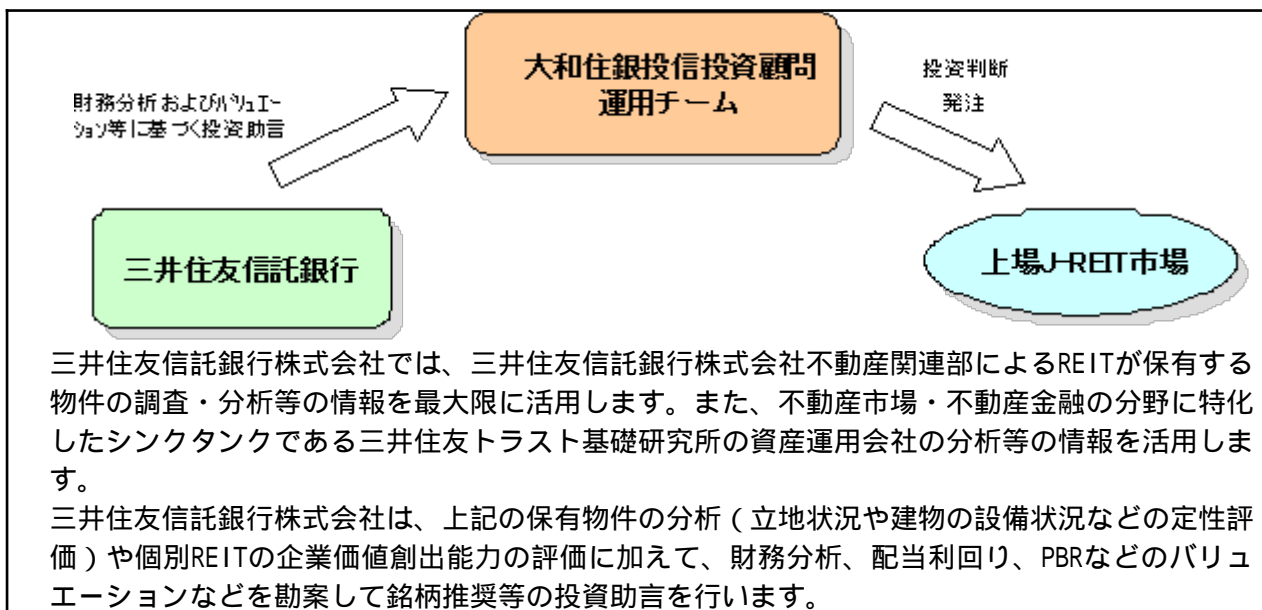 大和住銀投信投資顧問
運用チーム
投資判断
発注
財務分析およびバリュエー
ション等に基づく投資助言
三井住友信託銀行
上場J-REIT市場
三井住友信託銀行株式会社では、三井住友信託銀行株式会社不動産関連部によるREITが保有する
物件の調査・分析等の情報を最大限に活用します。また、不動産市場・不動産金融の分野に特化
したシンクタンクである三井住友トラスト基礎研究所の資産運用会社の分析等の情報を活用しま
す。
三井住友信託銀行株式会社は、上記の保有物件の分析（立地状況や建物の設備状況などの定性評
価）や個別REITの企業価値創出能力の評価に加えて、財務分析、配当利回り、PBRなどのバリュ
エーションなどを勘案して銘柄推奨等の投資助言を行います。